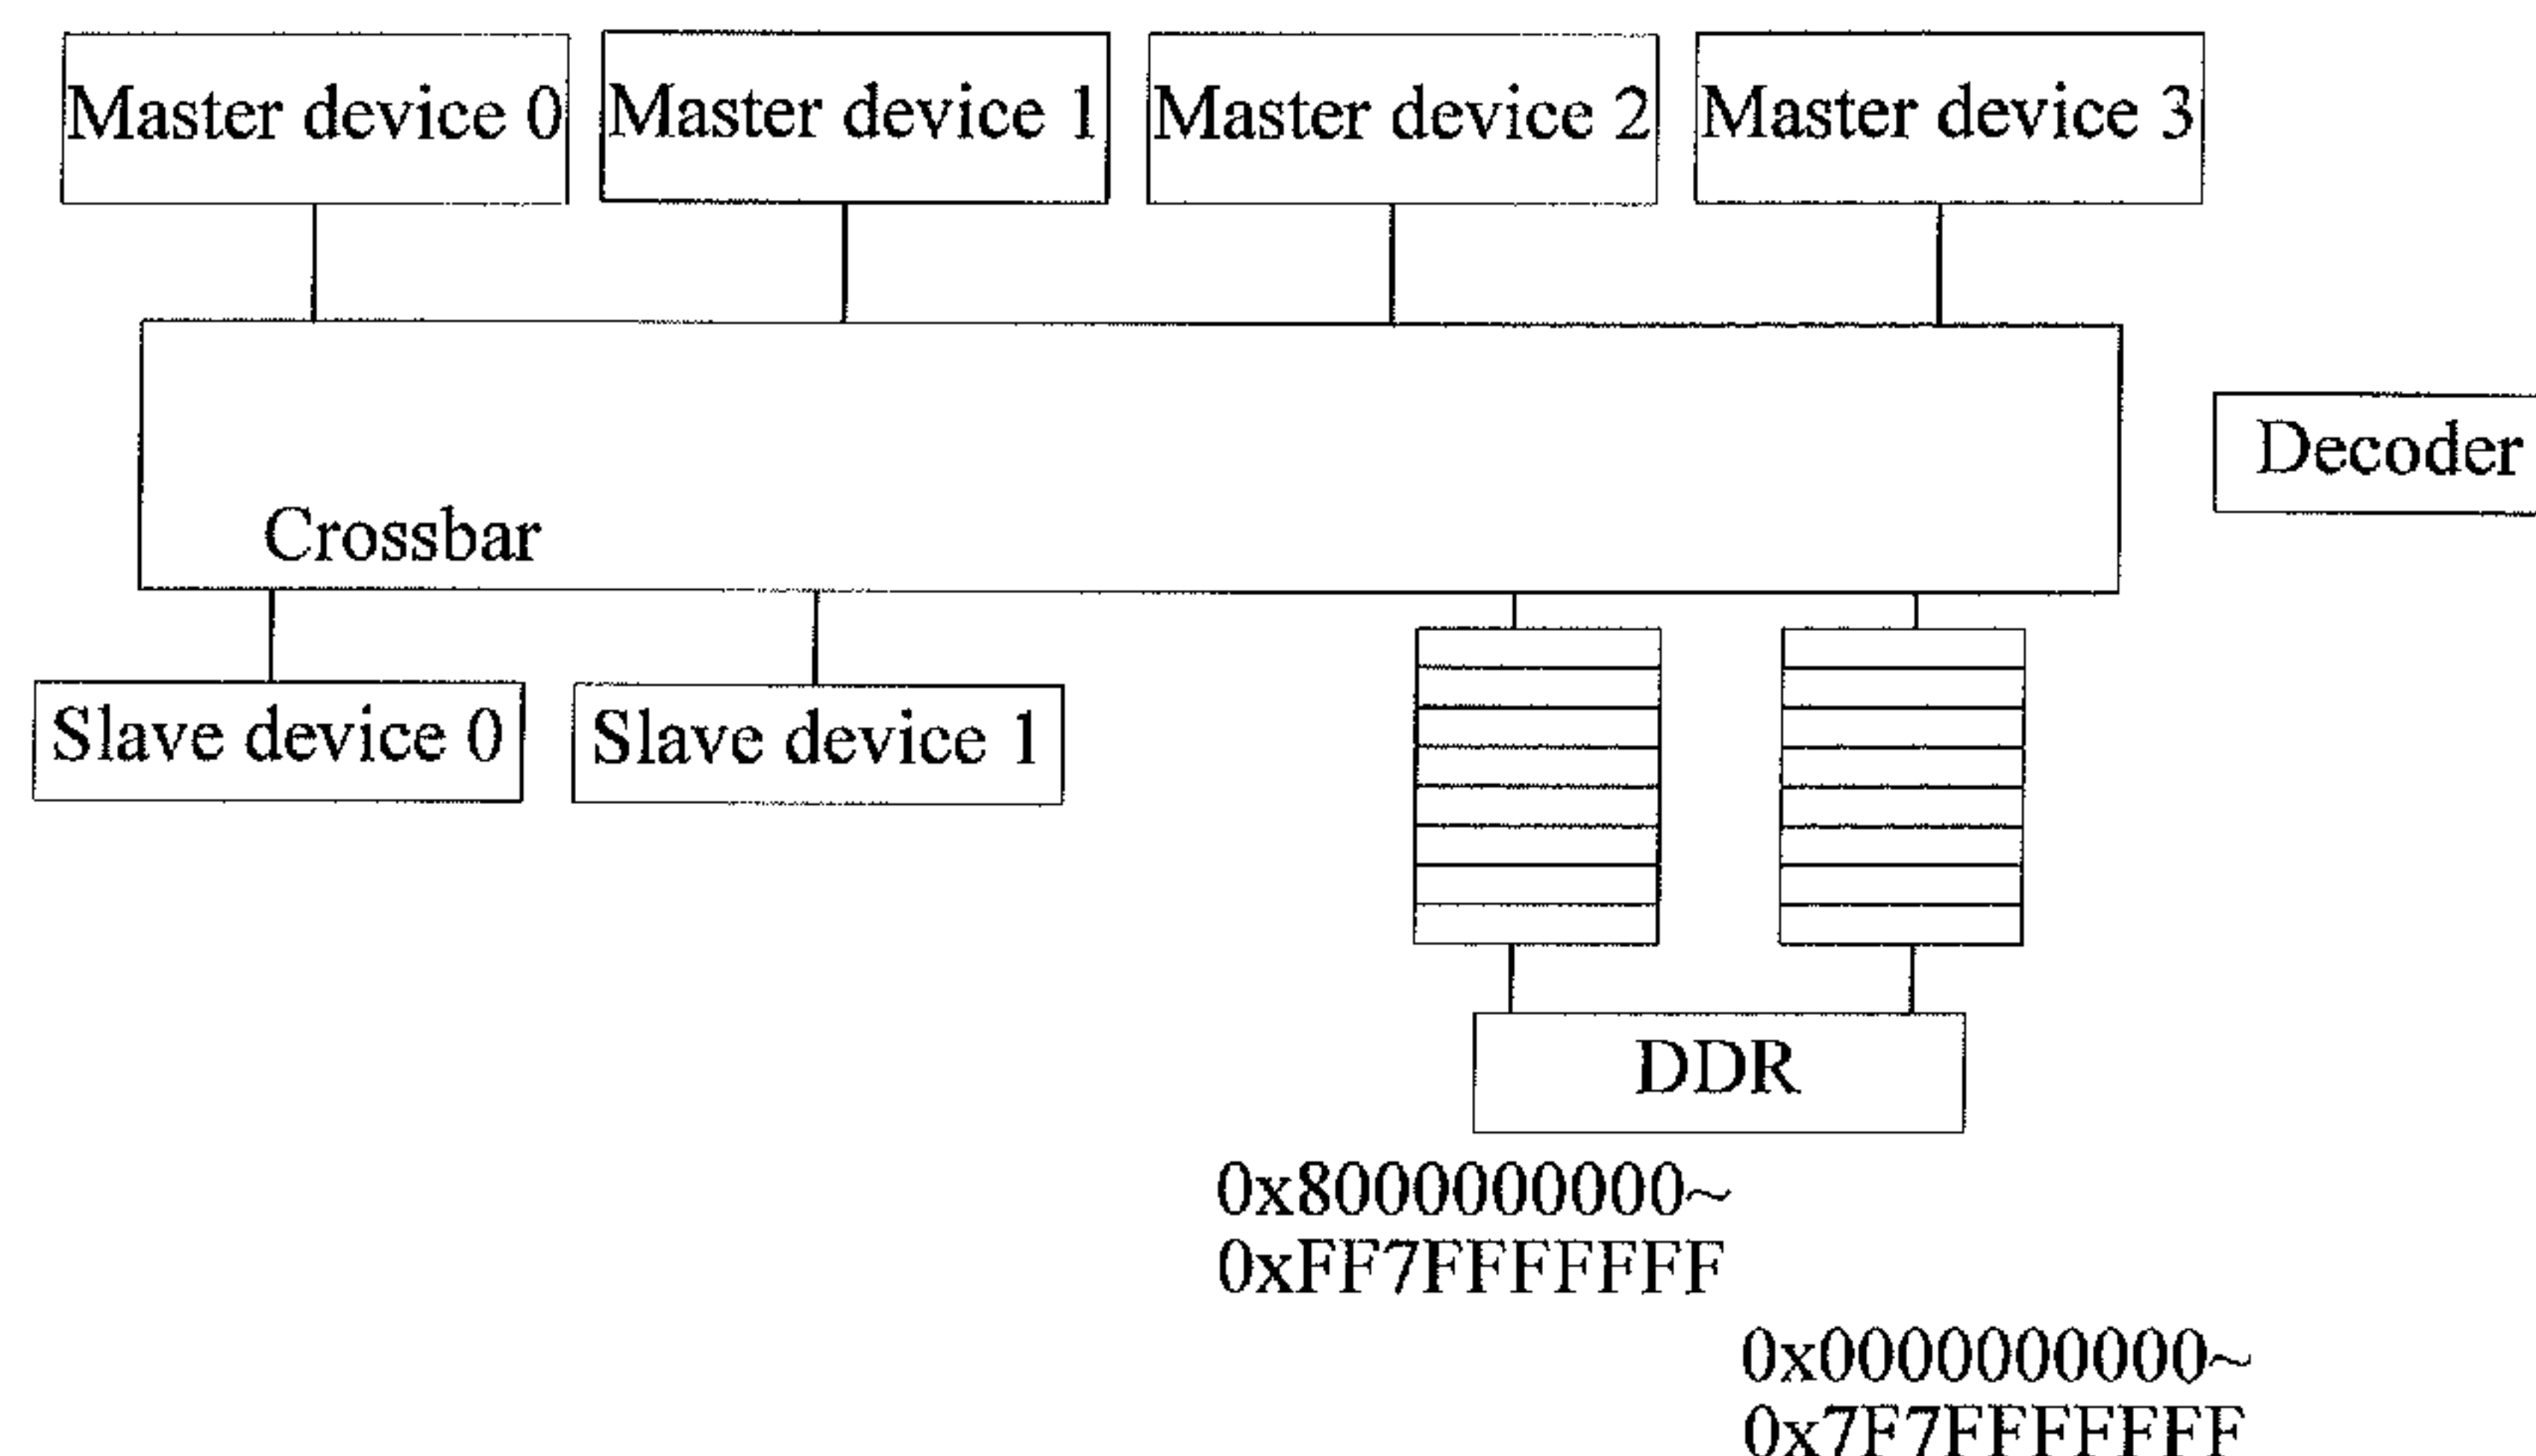 Master device 0
Master device 1
Master device 2
Master device 3
Decoder
Crossbar
Slave device 0
Slave device 1
DDR
0x8000000000~
0xFF7FFFFFFF
0x0000000000~
0x7F7FFFFFFF